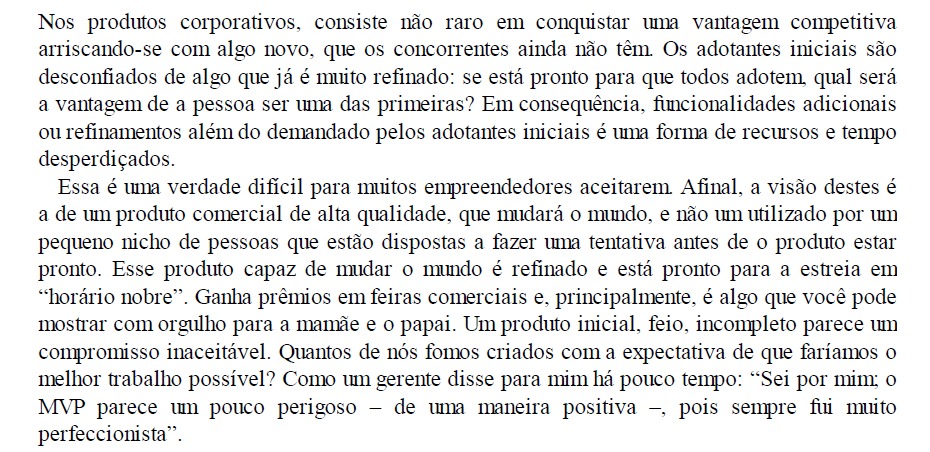 Nos produtos corporativos, consiste não raro em conquistar uma vantagem competitiva
arriscando-se com algo novo, que os concorrentes ainda não têm. Os adotantes iniciais são
desconfiados de algo que já é muito refinado: se está pronto para que todos adotem, qual será
a vantagem de a pessoa ser uma das primeiras? Em consequência, funcionalidades adicionais
ou refinamentos além do demandado pelos adotantes iniciais é uma forma de recursos e tempo
desperdiçados.
Essa é uma verdade difícil para muitos empreendedores aceitarem. Afinal, a visão destes é
a de um produto comercial de alta qualidade, que mudará o mundo, e não um utilizado por um
pequeno nicho de pessoas que estão dispostas a fazer uma tentativa antes de o produto estar
pronto. Esse produto capaz de mudar o mundo é refinado e está pronto para a estreia em
“horário nobre”. Ganha prêmios em feiras comerciais e, principalmente, é algo que você pode
mostrar com orgulho para a mamãe e o papai. Um produto inicial, feio, incompleto parece um
compromisso inaceitável. Quantos de nós fomos criados com a expectativa de que faríamos o
melhor trabalho possível? Como um gerente disse para mim há pouco tempo: “Sei por mim; o
MVP parece um pouco perigoso – de uma maneira positiva –, pois sempre fui muito
perfeccionista”.